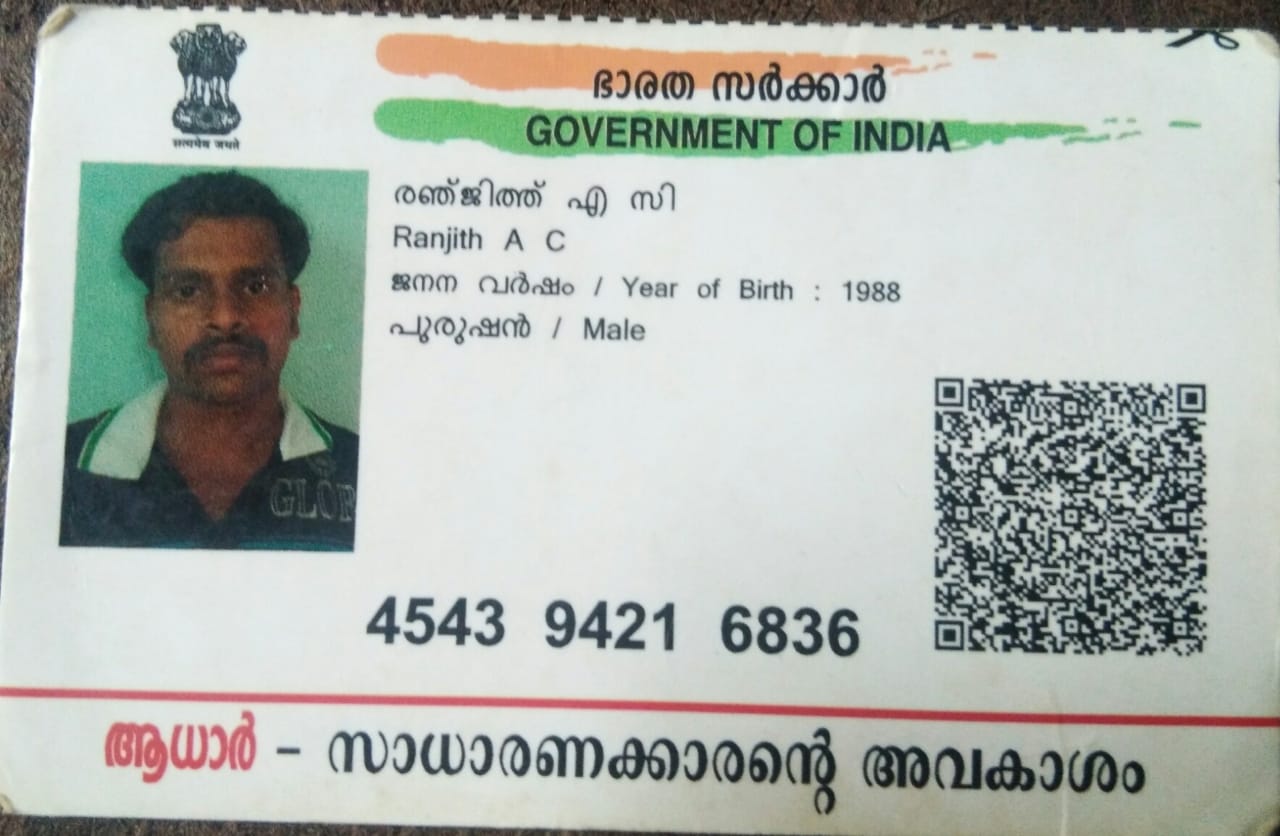 सत्यमेव जयते
ഭാരത സർക്കാർ
GOVERNMENT OF INDIA
രഞ്ജിത്ത് എ സി
Ranjith A C
ജനന വർഷം / Year of Birth : 1988
പുരുഷൻ / Male
GLOR
4543 9421 6836
ആധാർ - സാധാരണക്കാരന്റെ അവകാശം